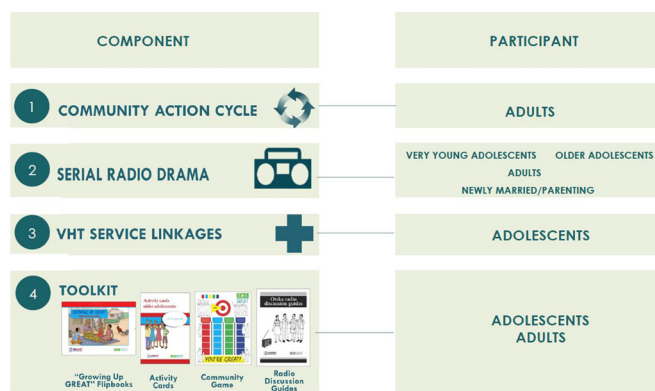 COMPONENT
PARTICIPANT
1 COMMUNITY ACTION CYCLE
ADULTS
2 SERIAL RADIO DRAMA
VERY YOUNG ADOLESCENTS OLDER ADOLESCENTS
ADULTS
NEWLY MARRIED/PARENTING
3 VHT SERVICE LINKAGES
ADOLESCENTS
4 TOOLKIT
ADOLESCENTS
ADULTS
GROWING UP GREAT!
Activity cards
older adolescents
YOU'RE GREAT!
Oteka radio
discussion guides
"Growing Up
GREAT" Flipbooks
Activity
Cards
Community
Game
Radio
Discussion
Guides